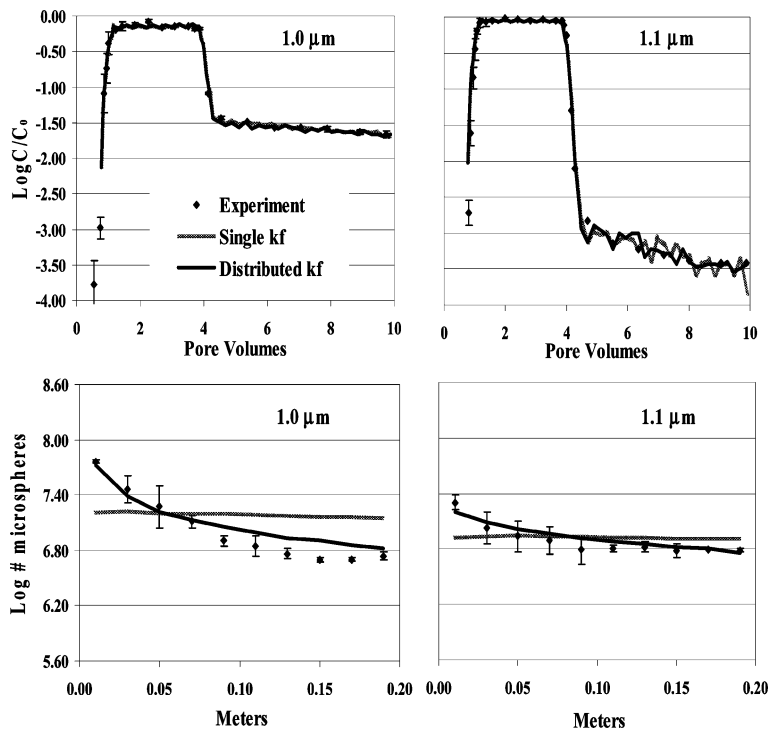 0.00
-0.50
-1.00
-1.50
-2.00
-2.50
-3.00
-3.50
-4.00
LogC/Co
1.0 μm
Experiment
Single kf
Distributed kf
0 2 4 6 8 10
Pore Volumes
1.1 μm
0 2 4 6 8 10
Pore Volumes
8.60
8.00
7.40
6.80
6.20
5.60
Log # microspheres
1.0 μm
0.00 0.05 0.10 0.15 0.20
Meters
1.1 μm
0.00 0.05 0.10 0.15 0.20
Meters